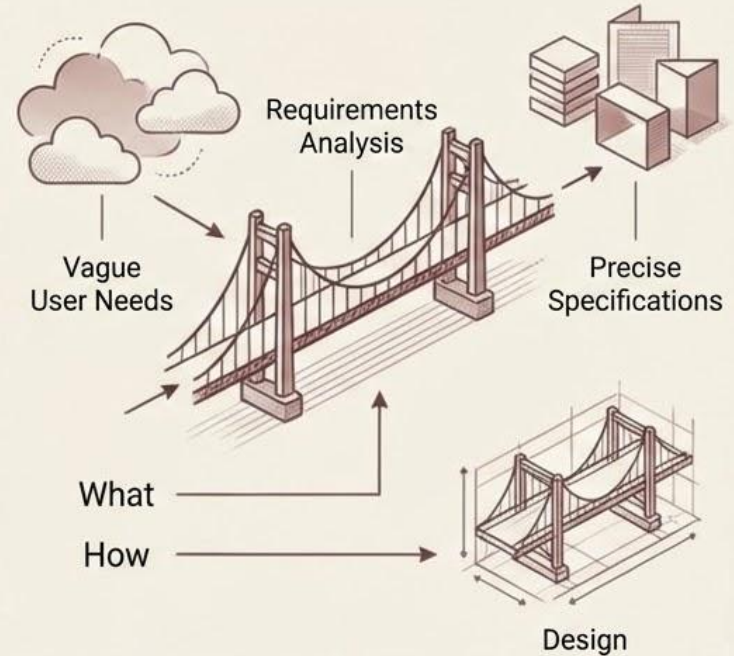 Requirements
Analysis
Vague
User Needs
Precise
Specifications
What
How
Design